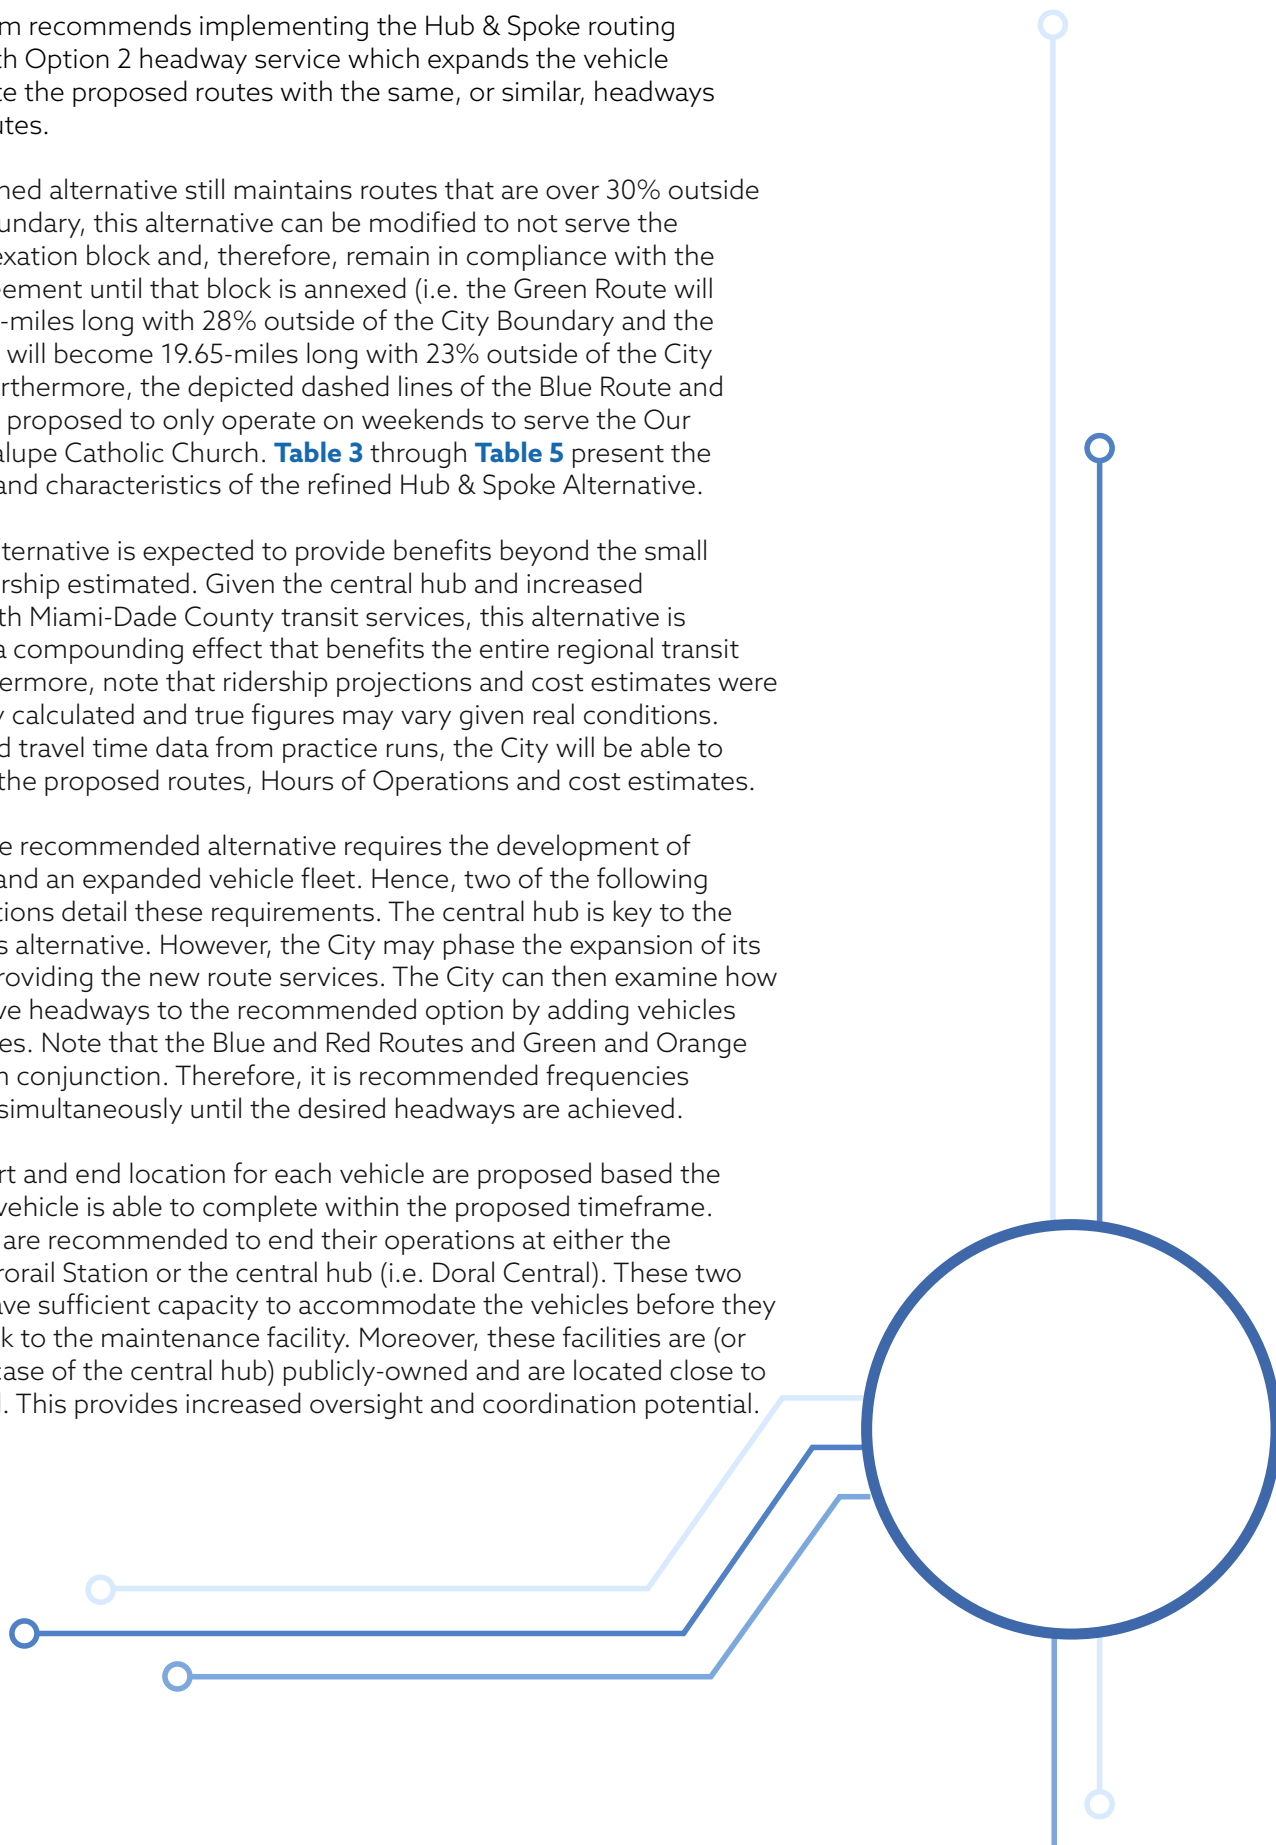 m recommends implementing the Hub & Spoke routing
th Option 2 headway service which expands the vehicle
te the proposed routes with the same, or similar, headways
utes.
ned alternative still maintains routes that are over 30% outside
undary, this alternative can be modified to not serve the
exation block and, therefore, remain in compliance with the
eement until that block is annexed (i.e. the Green Route will
-miles long with 28% outside of the City Boundary and the
will become 19.65-miles long with 23% outside of the City
urthermore, the depicted dashed lines of the Blue Route and
proposed to only operate on weekends to serve the Our
alupe Catholic Church. Table 3 through Table 5 present the
and characteristics of the refined Hub & Spoke Alternative.
lternative is expected to provide benefits beyond the small
ership estimated. Given the central hub and increased
ith Miami-Dade County transit services, this alternative is
a compounding effect that benefits the entire regional transit
hermore, note that ridership projections and cost estimates were
y calculated and true figures may vary given real conditions.
d travel time data from practice runs, the City will be able to
the proposed routes, Hours of Operations and cost estimates.
e recommended alternative requires the development of
and an expanded vehicle fleet. Hence, two of the following
tions detail these requirements. The central hub is key to the
s alternative. However, the City may phase the expansion of its
roviding the new route services. The City can then examine how
ve headways to the recommended option by adding vehicles
es. Note that the Blue and Red Routes and Green and Orange
n conjunction. Therefore, it is recommended frequencies
simultaneously until the desired headways are achieved.
rt and end location for each vehicle are proposed based the
vehicle is able to complete within the proposed timeframe.
are recommended to end their operations at either the
rorail Station or the central hub (i.e. Doral Central). These two
ave sufficient capacity to accommodate the vehicles before they
k to the maintenance facility. Moreover, these facilities are (or
case of the central hub) publicly-owned and are located close to
l. This provides increased oversight and coordination potential.